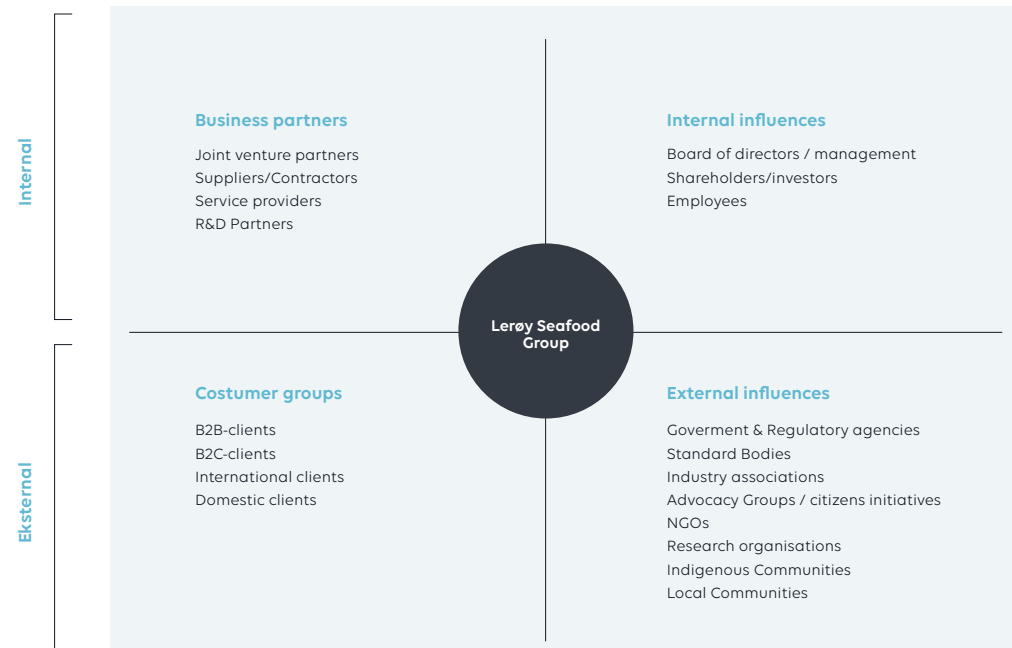 Internal
Business partners
Joint venture partners
Suppliers/Contractors
Service providers
R&D Partners
Internal influences
Board of directors / management
Shareholders/investors
Employees
Lerøy Seafood
Group
Eksternal
Costumer groups
B2B-clients
B2C-clients
International clients
Domestic clients
External influences
Goverment & Regulatory agencies
Standard Bodies
Industry associations
Advocacy Groups / citizens initiatives
NGOs
Research organisations
Indigenous Communities
Local Communities